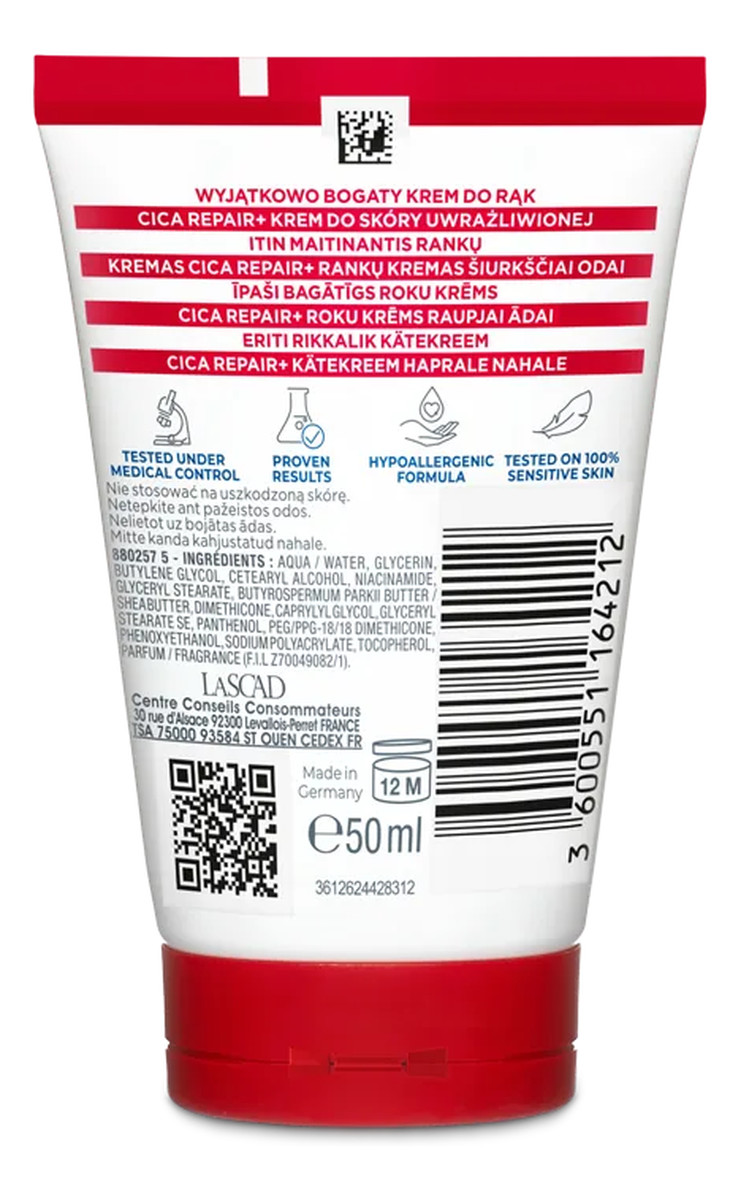 WYJĄTKOWO BOGATY KREM DO RĄK
CICA REPAIR+ KREM DO SKÓRY UWRAŻLIWIONEJ
ITIN MAITINANTIS RANKŲ
KREMAS CICA REPAIR+ RANKŲ KREMAS ŠIURKŠČIAI ODAI
ĪPAŠI BAGĀTĪGS ROKU KRĒMS
CICA REPAIR+ ROKU KRĒMS RAUPJAI ĀDAI
ERITI RIKKALIK KÄTEKREEM
CICA REPAIR+ KÄTEKREEM HAPRALE NAHALE
TESTED UNDER
MEDICAL CONTROL
PROVEN
RESULTS
HYPOALLERGENIC
FORMULA
TESTED ON 100%
SENSITIVE SKIN
Nie stosować na uszkodzoną skórę.
Netepkite ant pažeistos odos.
Nelietot uz bojātas ādas.
Mitte kanda kahjustatud nahale.
880257 5 - INGRÉDIENTS : AQUA / WATER, GLYCERIN,
BUTYLENE GLYCOL, CETEARYL ALCOHOL, NIACINAMIDE,
GLYCERYL STEARATE, BUTYROSPERMUM PARKII BUTTER /
SHEA BUTTER, DIMETHICONE, CAPRYLYL GLYCOL, GLYCERYL
STEARATE SE, PANTHENOL, PEG/PPG-18/18 DIMETHICONE,
PHENOXYETHANOL, SODIUM POLYACRYLATE, TOCOPHEROL,
PARFUM / FRAGRANCE (F.I.L Z70049082/1).
LASCAD
Centre Conseils Consommateurs
30 rue d'Alsace 92300 Levallois-Perret FRANCE
TSA 75000 93584 ST OUEN CEDEX FR
Made in
Germany
12 M
℮50ml
3612624428312
3 600551 164212